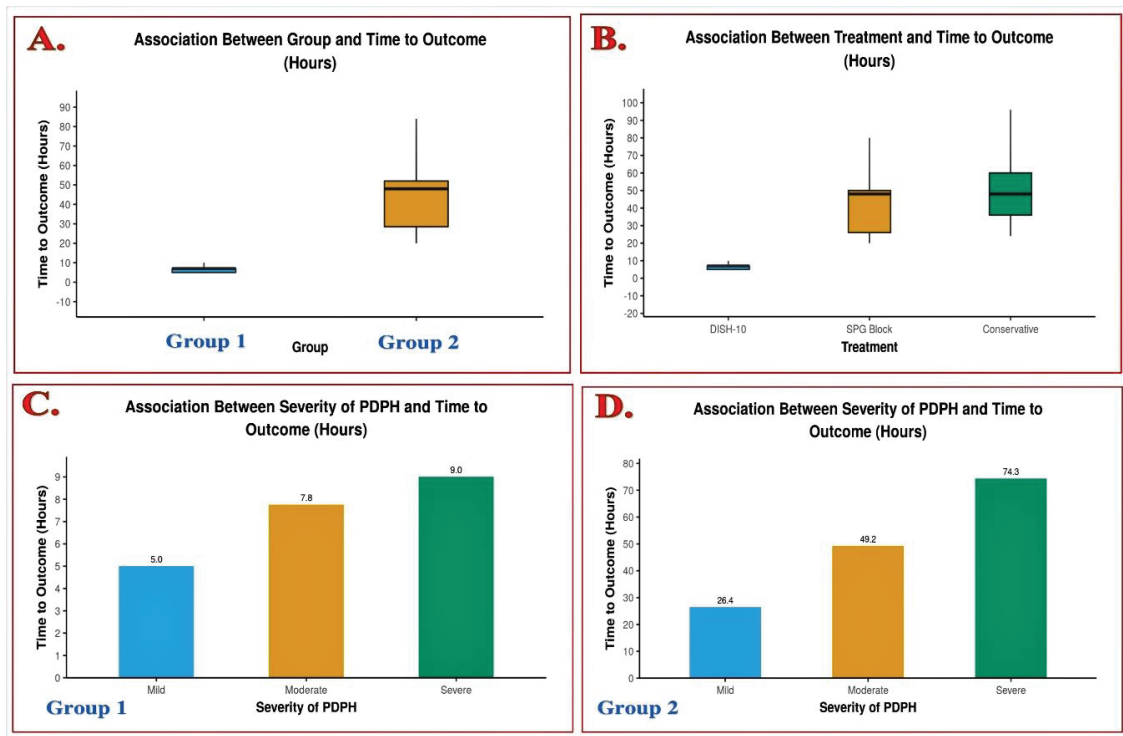 A.
Association Between Group and Time to Outcome
(Hours)
Time to Outcome (Hours)
90
80
70
60
50
40
30
20
10
0
-10
Group 1
Group
Group 2
B.
Association Between Treatment and Time to Outcome
(Hours)
Time to Outcome (Hours)
100
90
80
70
60
50
40
30
20
10
0
-10
-20
DISH-10
SPG Block
Conservative
Treatment
C.
Association Between Severity of PDPH and Time to
Outcome (Hours)
Time to Outcome (Hours)
9
8
7
6
5
4
3
2
1
0
5.0
7.8
9.0
Mild
Moderate
Severe
Group 1
Severity of PDPH
D.
Association Between Severity of PDPH and Time to
Outcome (Hours)
Time to Outcome (Hours)
80
70
60
50
40
30
20
10
0
26.4
49.2
74.3
Mild
Moderate
Severe
Group 2
Severity of PDPH